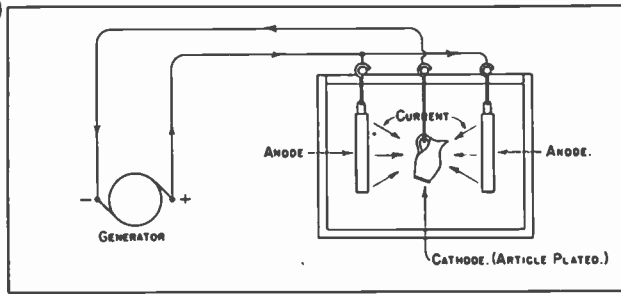 CURRENT
ANODE
ANODE.
- +
GENERATOR
CATHODE. (ARTICLE PLATED.)